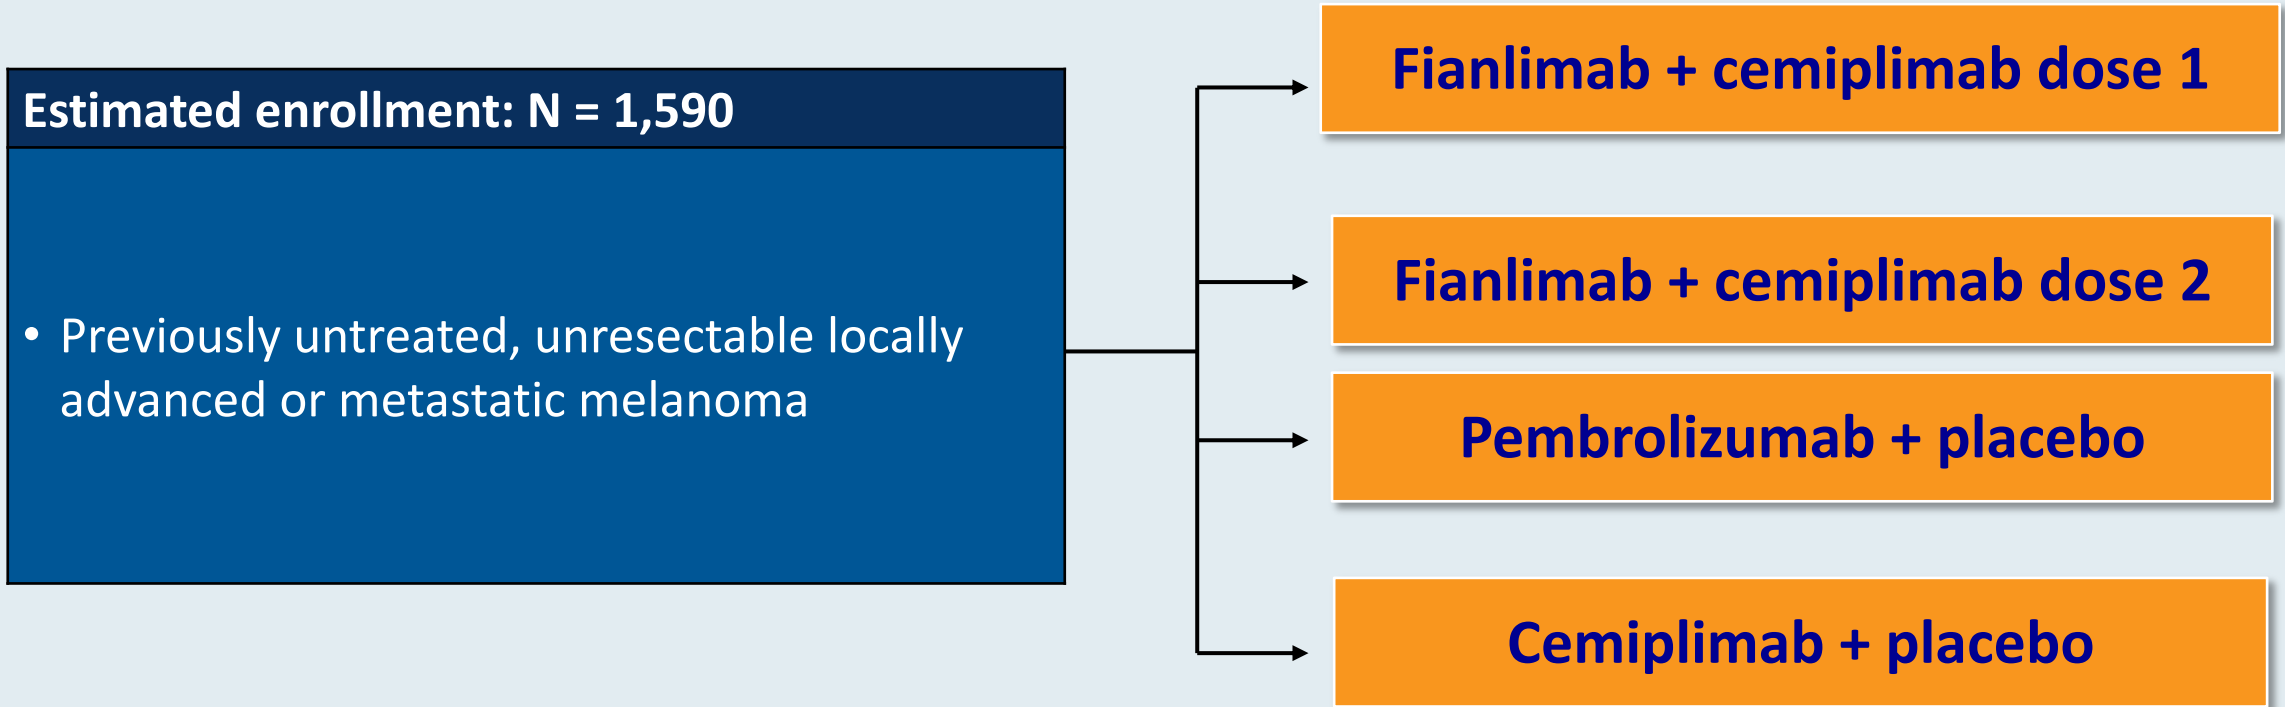 Estimated enrollment: N = 1,590
• Previously untreated, unresectable locally
advanced or metastatic melanoma
Fianlimab + cemiplimab dose 1
Fianlimab + cemiplimab dose 2
Pembrolizumab + placebo
Cemiplimab + placebo